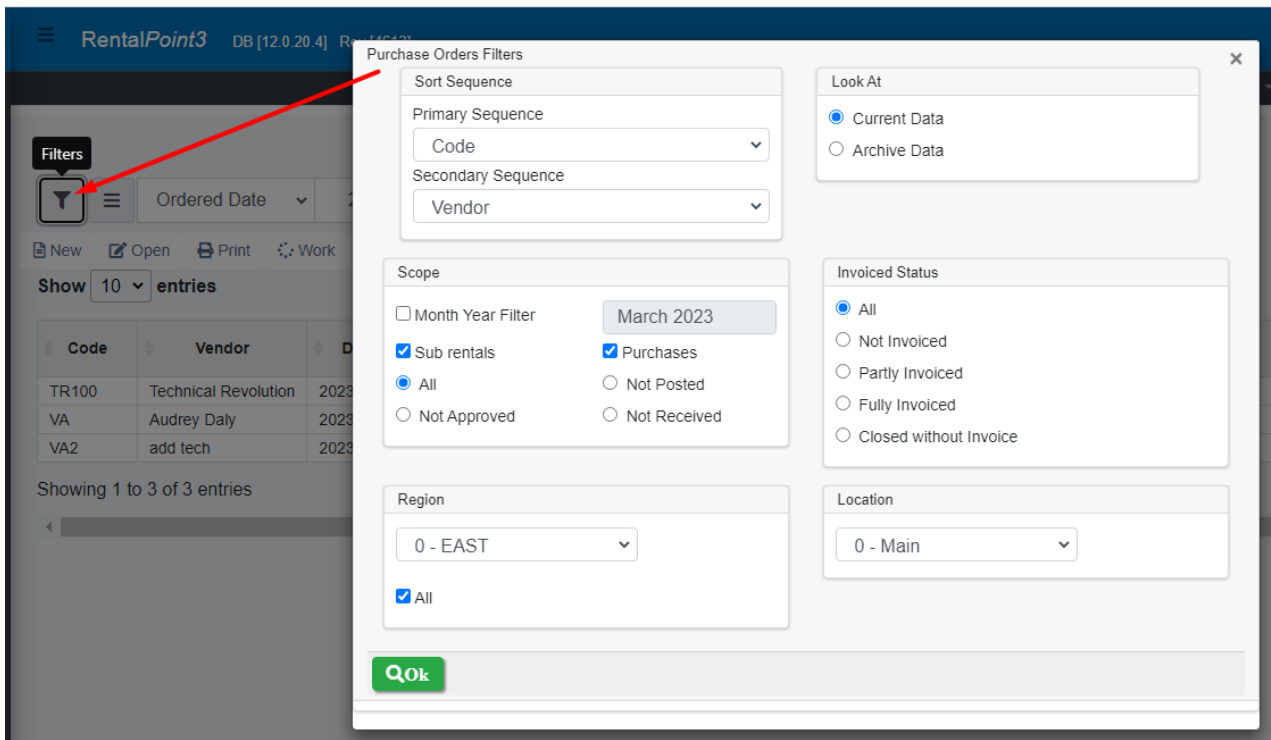 RentalPoint3 DB [12.0.20.4]
Purchase Orders Filters ×
Sort Sequence
Primary Sequence
Code
Secondary Sequence
Vendor
Look At
Current Data
Archive Data
Filters
Ordered Date
New Open Print Work
Show 10 entries
Code Vendor D
TR100 Technical Revolution 2023
VA Audrey Daly 2023
VA2 add tech 2023
Showing 1 to 3 of 3 entries
Scope
Month Year Filter March 2023
Sub rentals Purchases
All Not Posted
Not Approved Not Received
Invoiced Status
All
Not Invoiced
Partly Invoiced
Fully Invoiced
Closed without Invoice
Region
0 - EAST
All
Location
0 - Main
Ok